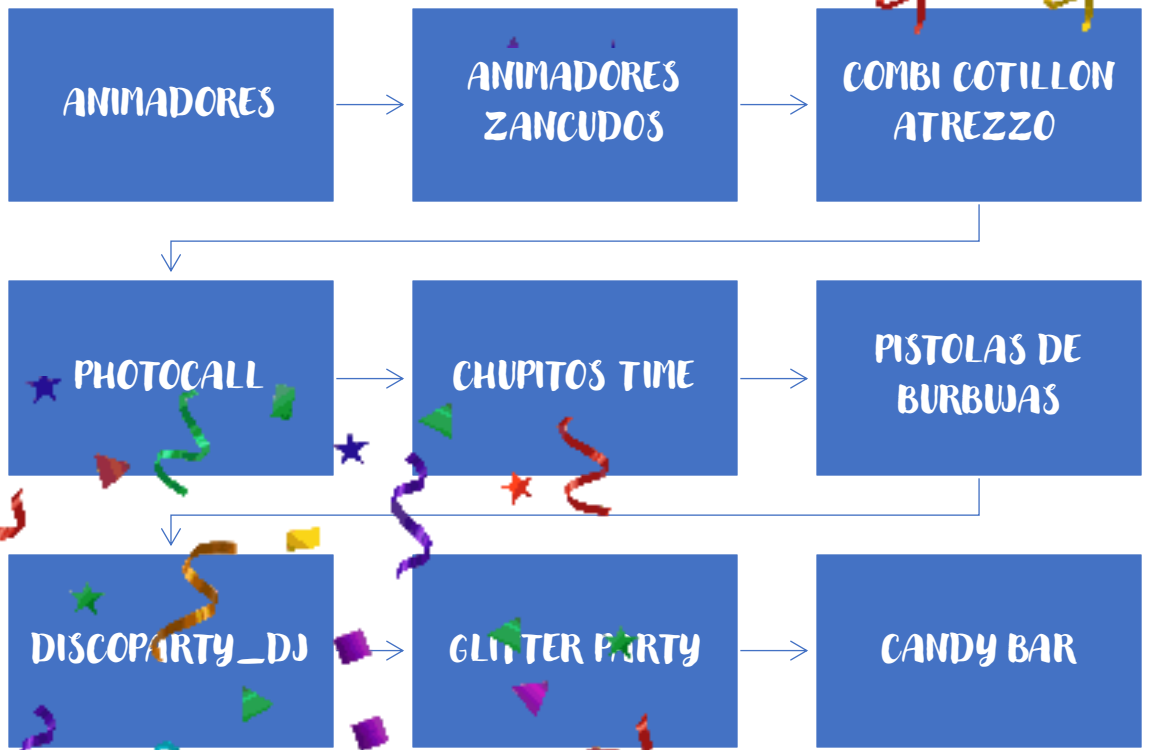 ANIMADORES
ANIMADORES
ZANCUDOS
COMBI COTILLON
ATREZZO
PHOTOCALL
CHUPITOS TIME
PISTOLAS DE
BURBUJAS
DISCOPARTY_DJ
GLITTER PARTY
CANDY BAR